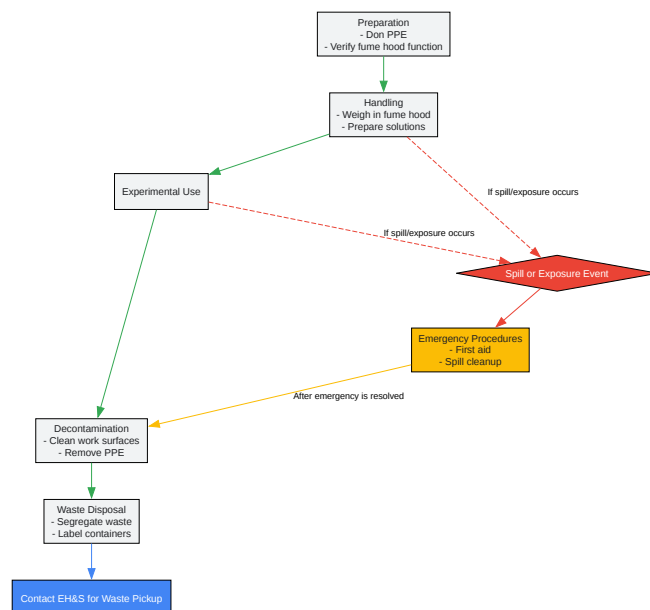 Preparation
- Don PPE
- Verify fume hood function
Handling
- Weigh in fume hood
- Prepare solutions
Experimental Use
If spill/exposure occurs
If spill/exposure occurs
Spill or Exposure Event
Emergency Procedures
- First aid
- Spill cleanup
After emergency is resolved
Decontamination
- Clean work surfaces
- Remove PPE
Waste Disposal
- Segregate waste
- Label containers
Contact EH&S for Waste Pickup